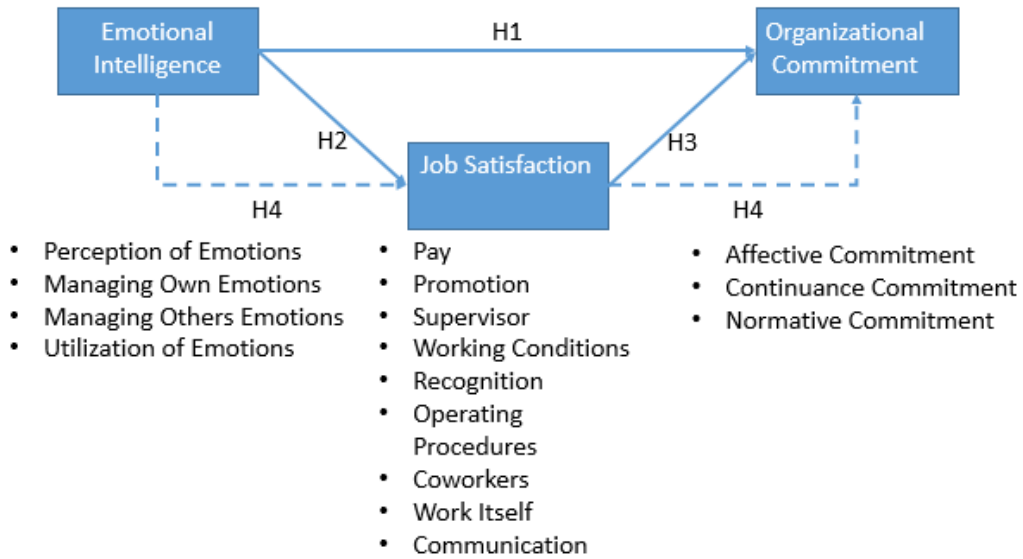 Emotional
Intelligence
H1
Organizational
Commitment
H2
Job Satisfaction
H3
H4
H4
• Perception of Emotions
• Managing Own Emotions
• Managing Others Emotions
• Utilization of Emotions
• Pay
• Promotion
• Supervisor
• Working Conditions
• Recognition
• Operating
Procedures
• Coworkers
• Work Itself
• Communication
• Affective Commitment
• Continuance Commitment
• Normative Commitment